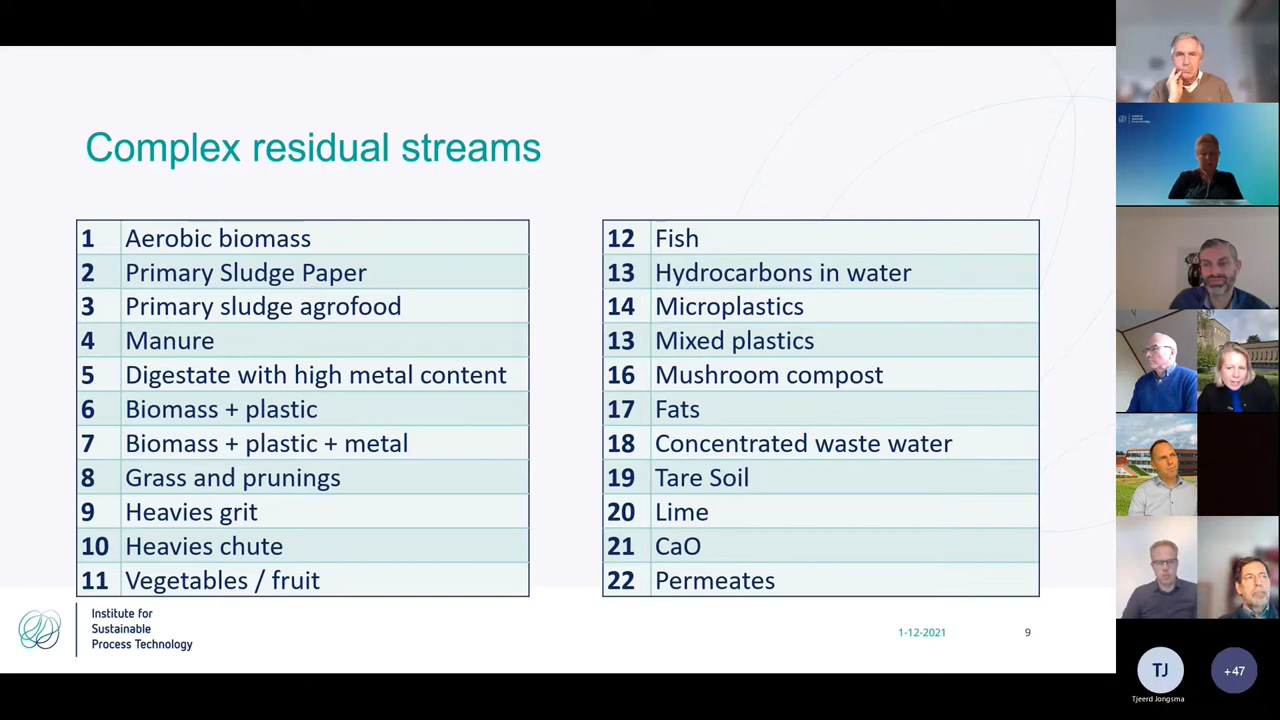 Complex residual streams
1 Aerobic biomass
2 Primary Sludge Paper
3 Primary sludge agrofood
4 Manure
5 Digestate with high metal content
6 Biomass + plastic
7 Biomass + plastic + metal
8 Grass and prunings
9 Heavies grit
10 Heavies chute
11 Vegetables / fruit
12 Fish
13 Hydrocarbons in water
14 Microplastics
13 Mixed plastics
16 Mushroom compost
17 Fats
18 Concentrated waste water
19 Tare Soil
20 Lime
21 CaO
22 Permeates
Institute for
Sustainable
Process Technology
1-12-2021
9
TJ
Tjeerd Jongsma
+47